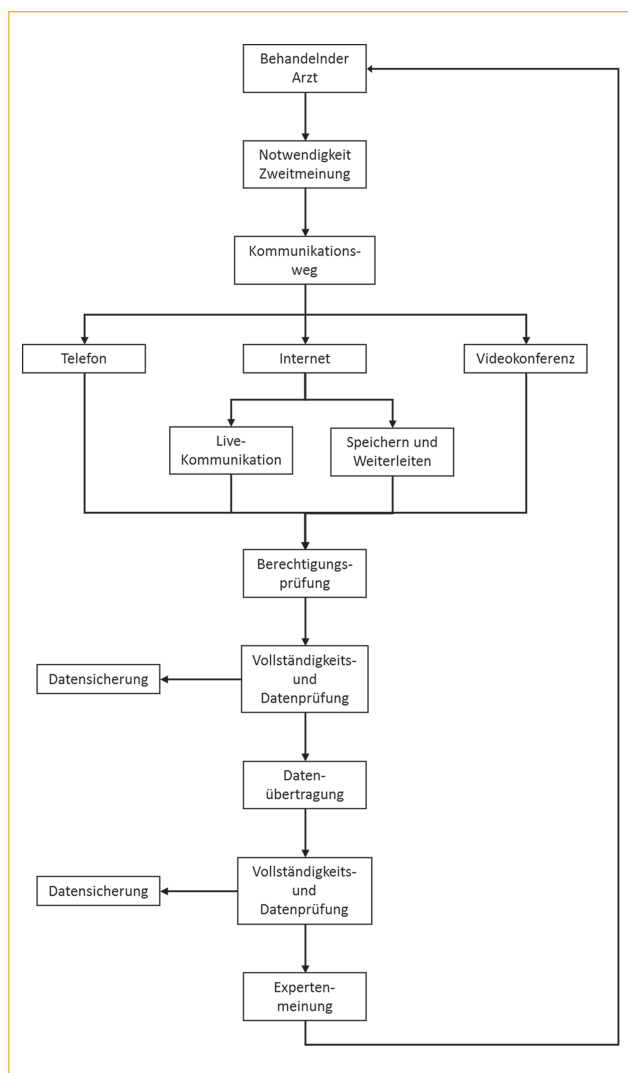 Behandelnder
Arzt
Notwendigkeit
Zweitmeinung
Kommunikations-
weg
Telefon
Internet
Videokonferenz
Live-
Kommunikation
Speichern und
Weiterleiten
Berechtigungs-
prüfung
Vollständigkeits-
und
Datenprüfung
Datensicherung
Daten-
übertragung
Vollständigkeits-
und
Datenprüfung
Datensicherung
Experten-
meinung